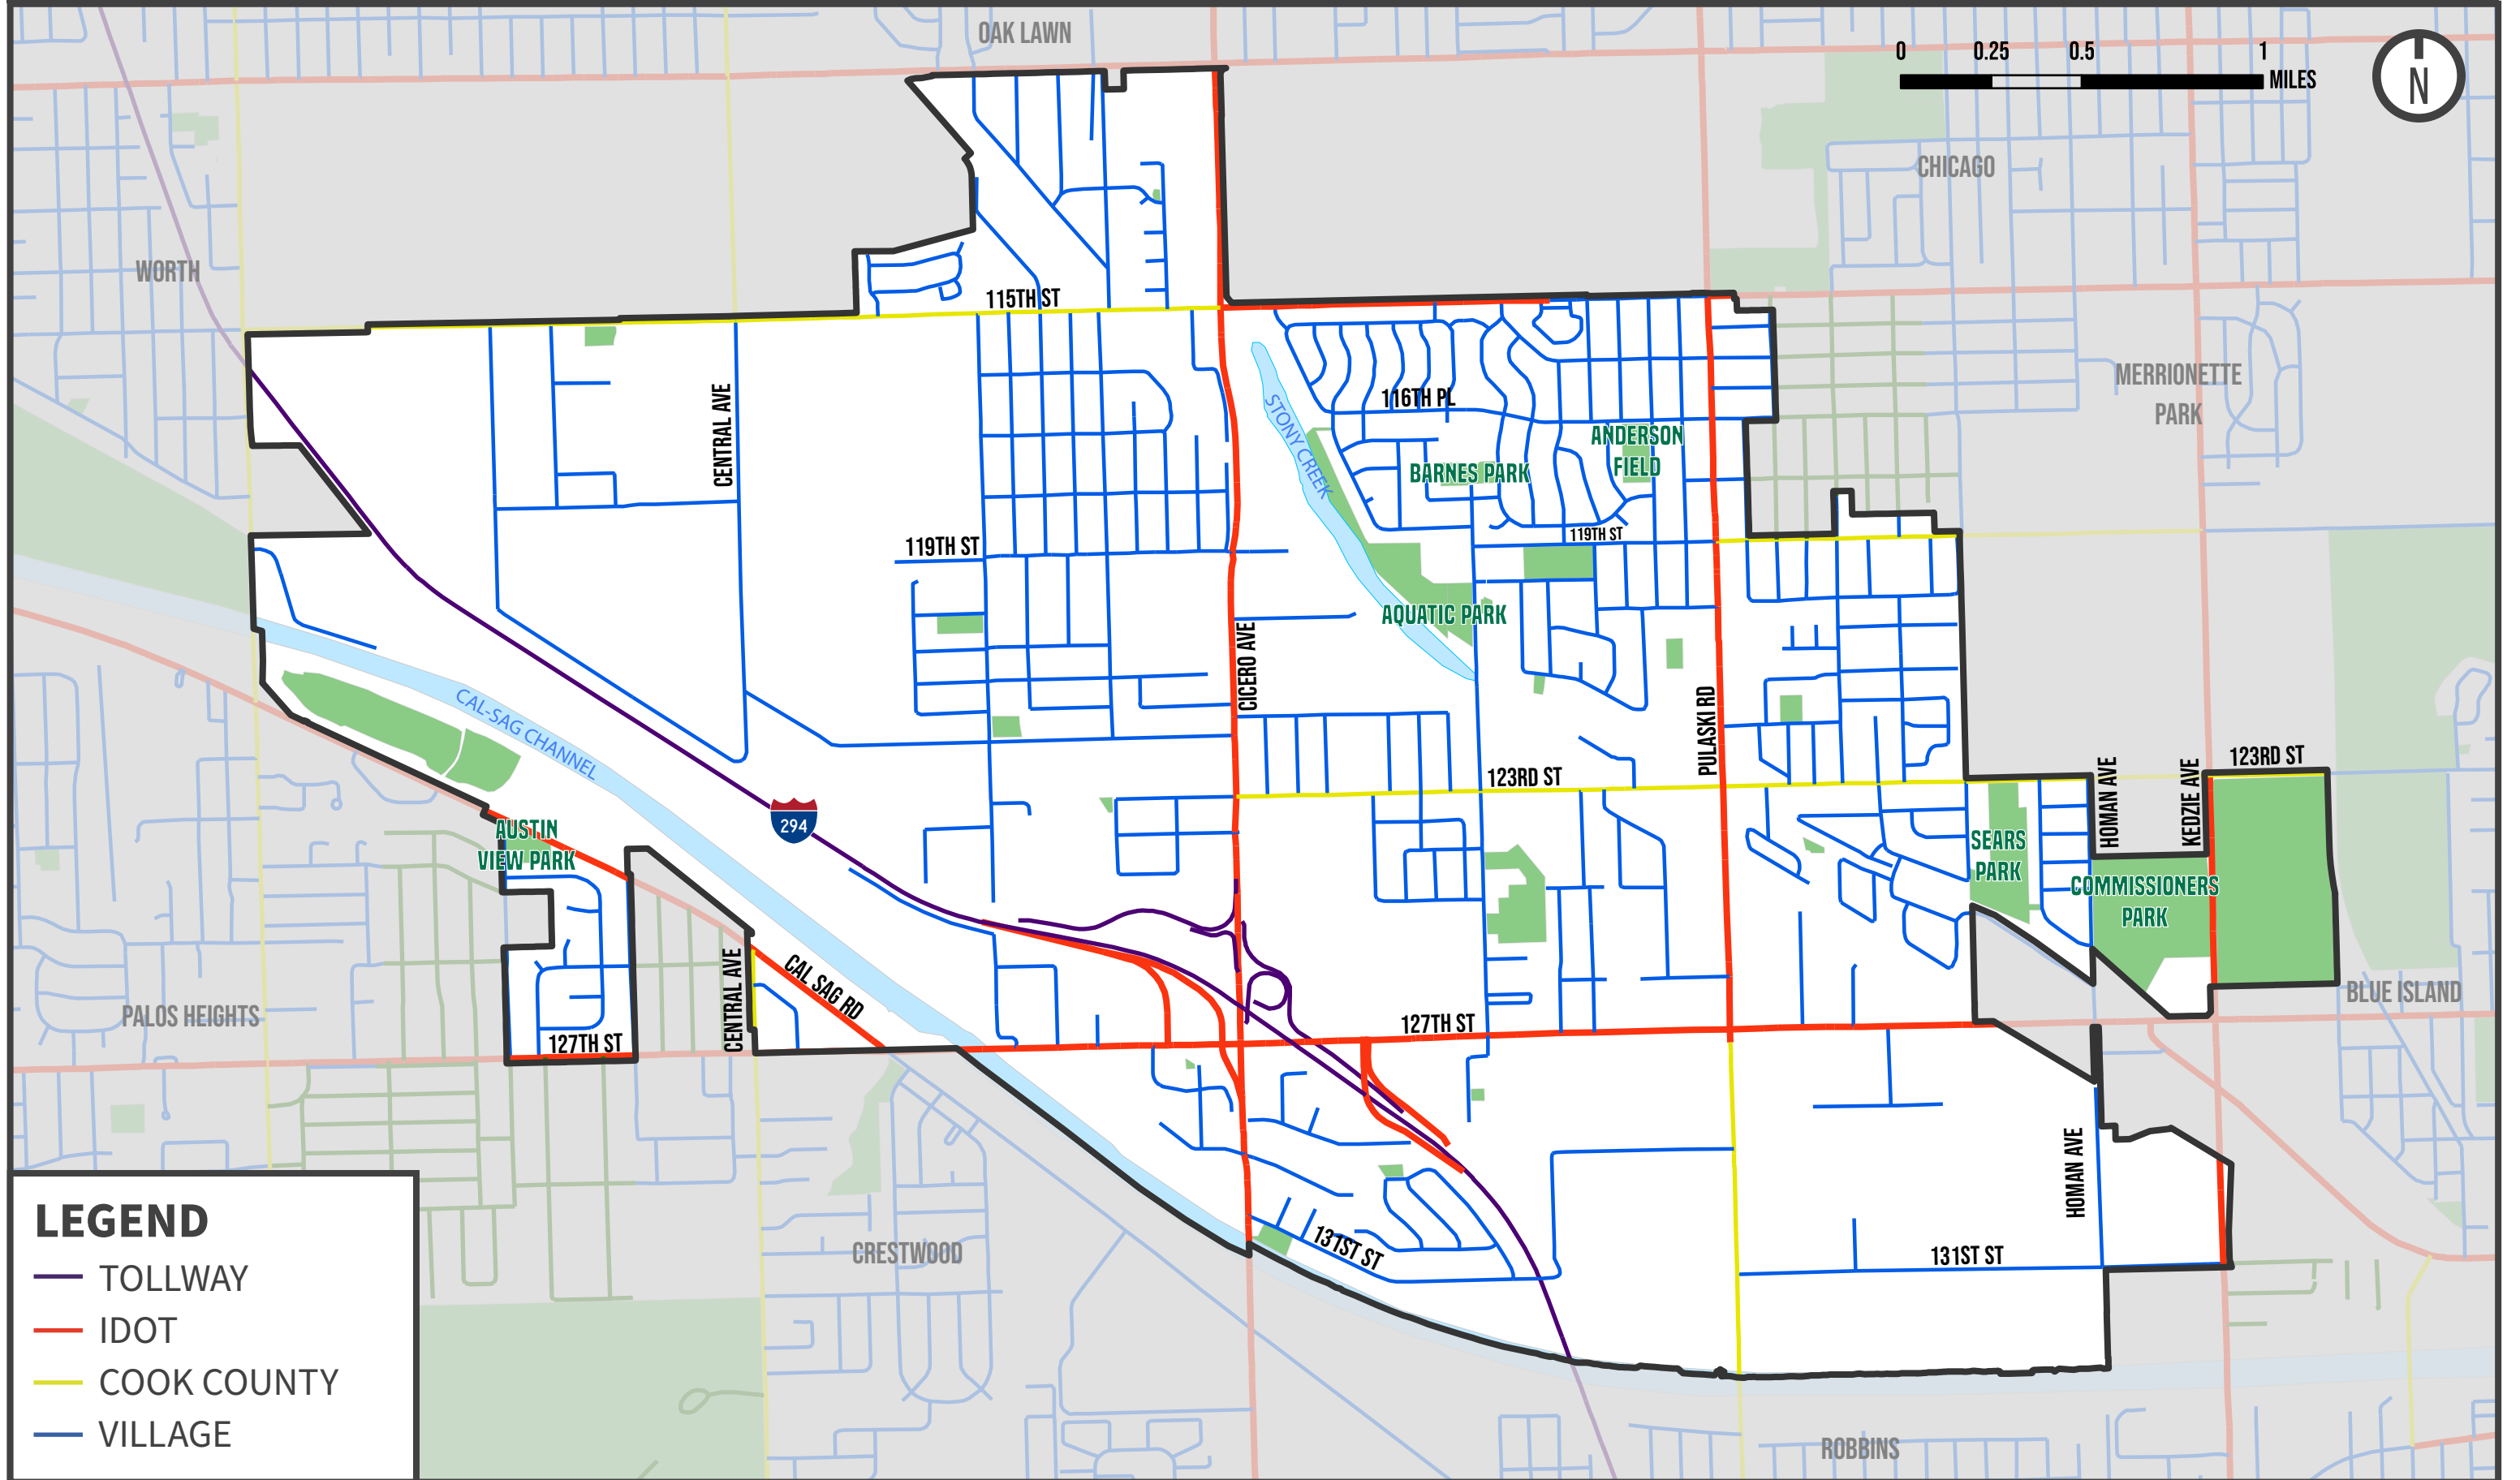 OAK LAWN
0 0.25 0.5 1
MILES
N
CHICAGO
WORTH
115TH ST
MERRIONETTE
PARK
CENTRAL AVE
116TH PL
STONY CREEK
ANDERSON
FIELD
BARNES PARK
119TH ST
119TH ST
AQUATIC PARK
CICERO AVE
PULASKI RD
CAL-SAG CHANNEL
123RD ST
HOMAN AVE
KEDZIE AVE
123RD ST
294
AUSTIN
VIEW PARK
SEARS
PARK
COMMISSIONERS
PARK
CENTRAL AVE
CAL SAG RD
PALOS HEIGHTS
127TH ST
127TH ST
BLUE ISLAND
HOMAN AVE
131ST ST
131ST ST
CRESTWOOD
ROBBINS
LEGEND
TOLLWAY
IDOT
COOK COUNTY
VILLAGE